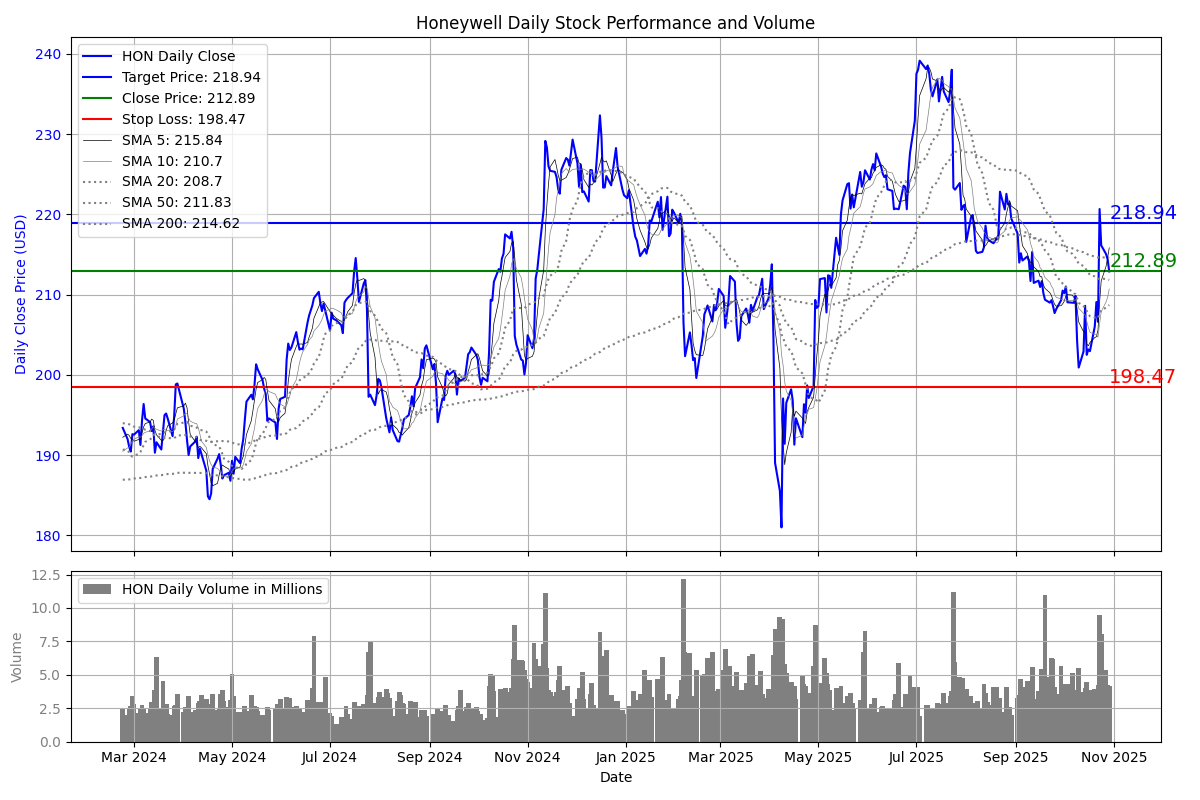 Honeywell Daily Stock Performance and Volume
HON Daily Close
Target Price: 218.94
Close Price: 212.89
Stop Loss: 198.47
SMA 5: 215.84
SMA 10: 210.7
SMA 20: 208.7
SMA 50: 211.83
SMA 200: 214.62
240
230
220
210
200
190
180
Daily Close Price (USD)
218.94
212.89
198.47
HON Daily Volume in Millions
12.5
10.0
7.5
5.0
2.5
0.0
Volume
Mar 2024 May 2024 Jul 2024 Sep 2024 Nov 2024 Jan 2025 Mar 2025 May 2025 Jul 2025 Sep 2025 Nov 2025
Date